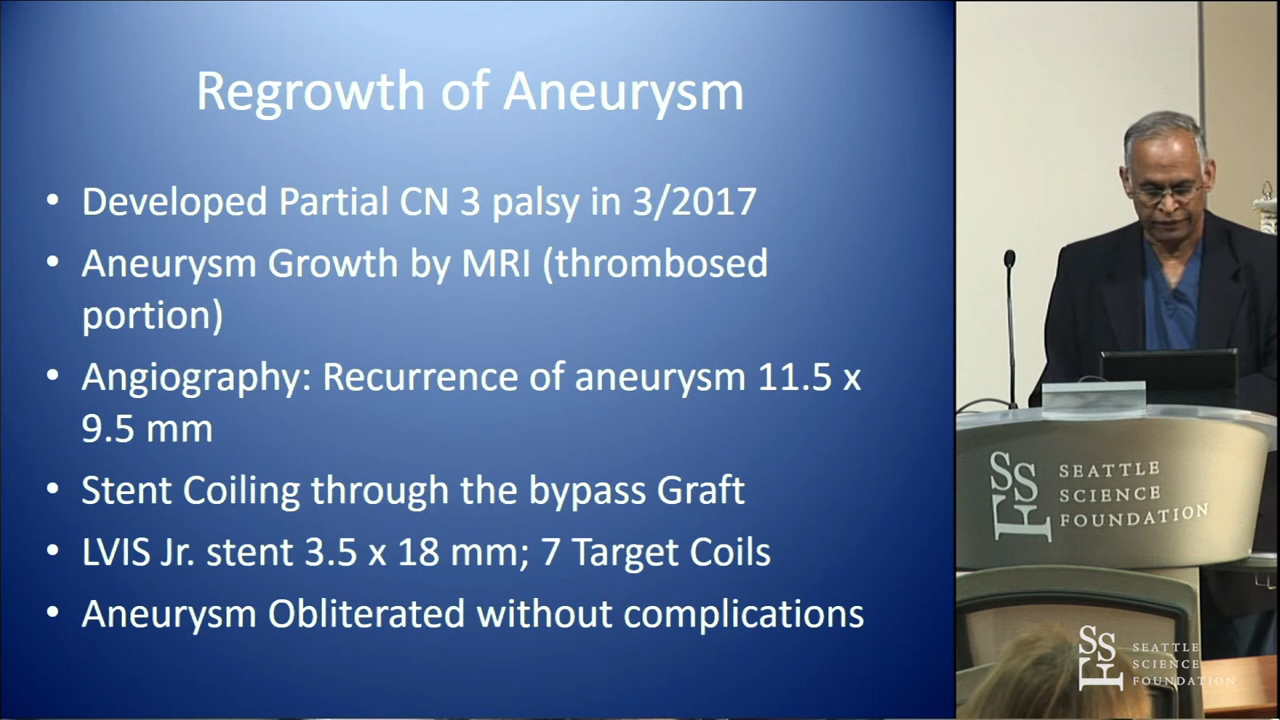 Regrowth of Aneurysm
• Developed Partial CN 3 palsy in 3/2017
• Aneurysm Growth by MRI (thrombosed
portion)
• Angiography: Recurrence of aneurysm 11.5 x
9.5 mm
• Stent Coiling through the bypass Graft
• LVIS Jr. stent 3.5 x 18 mm; 7 Target Coils
• Aneurysm Obliterated without complications
SSF
SEATTLE
SCIENCE
FOUNDATION
SSF
SEATTLE
SCIENCE
FOUNDATION